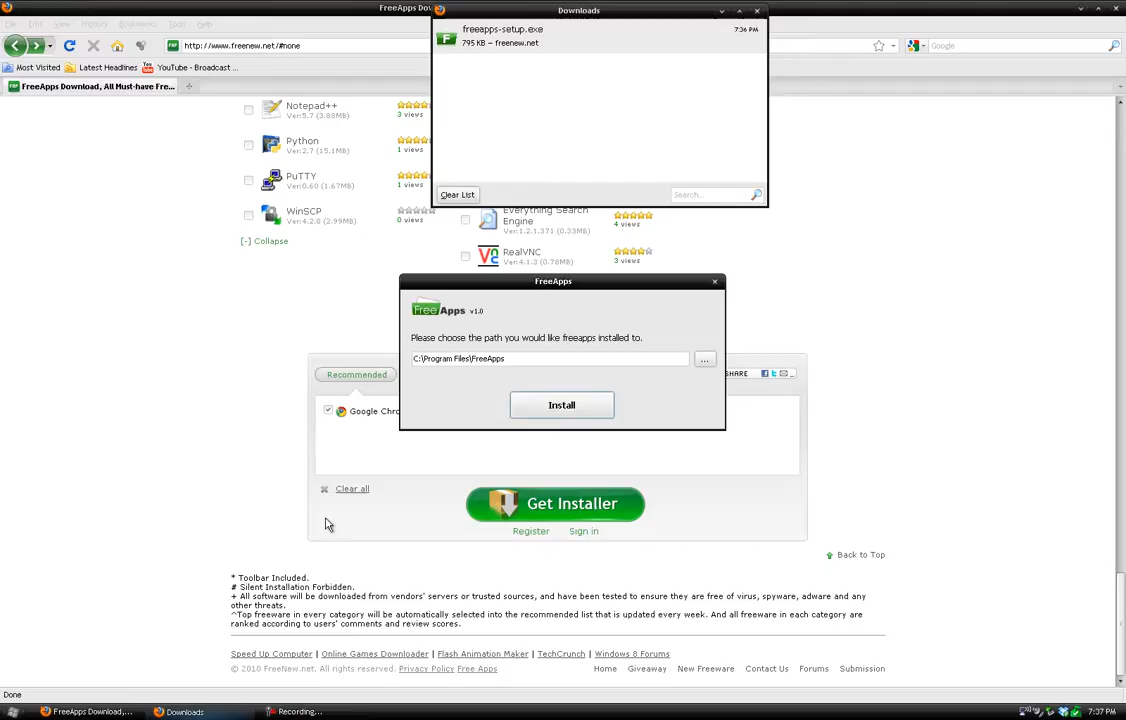 FreeApps Dow
Downloads
File Edit View History Bookmarks Tools Help
freeapps-setup.exe
7:36 PM
795 KB — freenew.net
http://www.freenew.net/#none
Google
Most Visited
Latest Headlines
YouTube - Broadcast ...
FreeApps Download, All Must-have Fre...
Notepad++
Ver:5.7 (3.88MB)
3 views
Python
Ver:2.7 (15.1MB)
1 views
PuTTY
Ver:0.60 (1.67MB)
1 views
WinSCP
Ver:4.2.8 (2.99MB)
0 views
[-] Collapse
Clear List
Search...
Everything Search
Engine
Ver:1.2.1.371 (0.33MB)
4 views
RealVNC
Ver:4.1.3 (0.78MB)
3 views
FreeApps
FreeApps v1.0
Please choose the path you would like freeapps installed to.
C:\Program Files\FreeApps
...
Install
Recommended
SHARE
Google Chro
Clear all
Get Installer
Register
Sign in
Back to Top
* Toolbar Included.
# Silent Installation Forbidden.
+ All software will be downloaded from vendors' servers or trusted sources, and have been tested to ensure they are free of virus, spyware, adware and any
other threats.
^Top freeware in every category will be automatically selected into the recommended list that is updated every week. And all freeware in each category are
ranked according to users' comments and review scores.
Speed Up Computer | Online Games Downloader | Flash Animation Maker | TechCrunch | Windows 8 Forums
© 2010 FreeNew.net. All rights reserved. Privacy Policy Free Apps
Home Giveaway New Freeware Contact Us Forums Submission
Done
FreeApps Download,...
Downloads
Recording...
7:37 PM